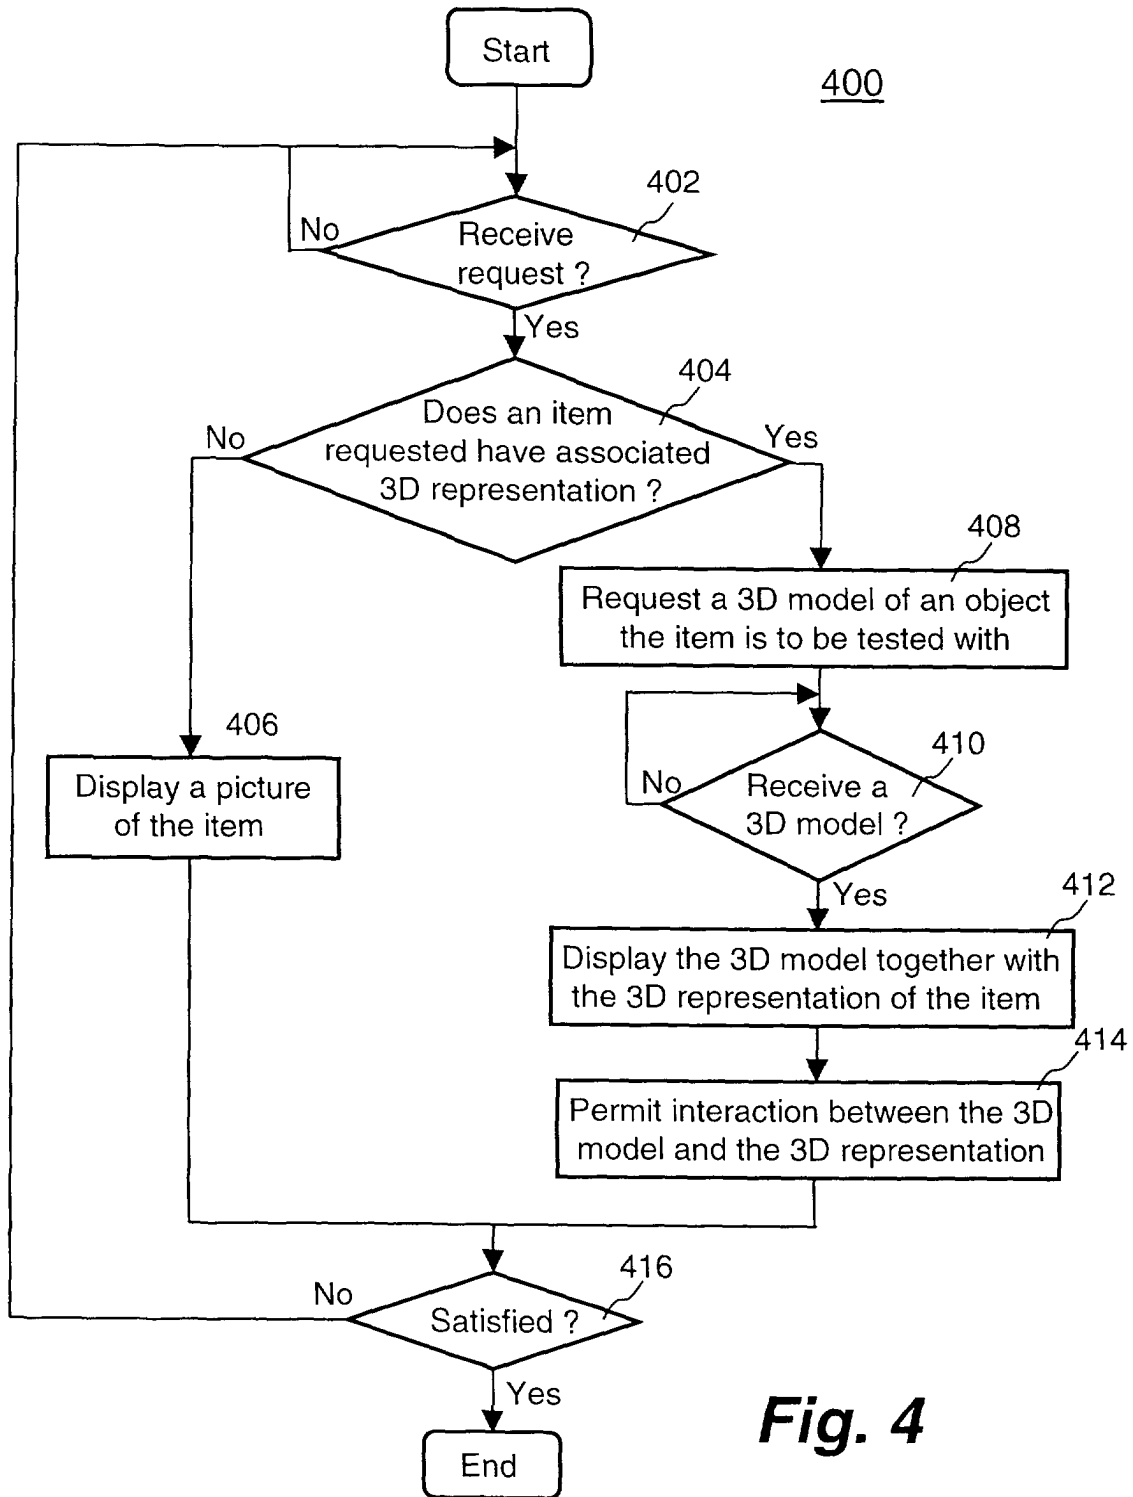 Start
400
402
No
Receive
request ?
Yes
404
Does an item
requested have associated
3D representation ?
No
Yes
408
Request a 3D model of an object
the item is to be tested with
406
Display a picture
of the item
410
No
Receive a
3D model ?
Yes
412
Display the 3D model together with
the 3D representation of the item
414
Permit interaction between the 3D
model and the 3D representation
416
No
Satisfied ?
Yes
End
Fig. 4